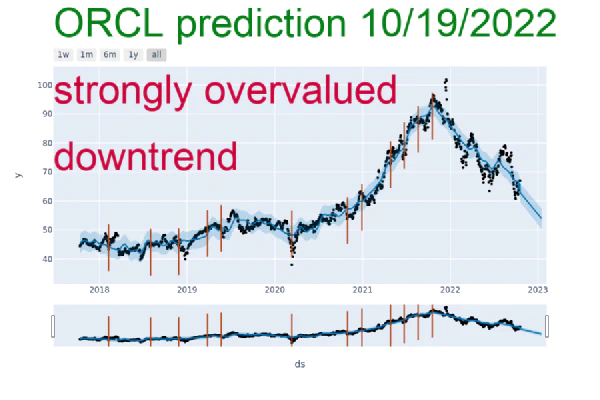 ORCL prediction 10/19/2022
1w 1m 6m 1y all
strongly overvalued
downtrend
100
90
80
70
60
50
40
y
2018 2019 2020 2021 2022 2023
ds